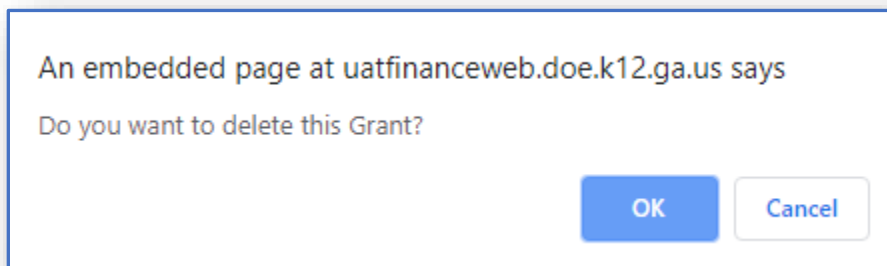 An embedded page at uatfinanceweb.doe.k12.ga.us says
Do you want to delete this Grant?
OK Cancel